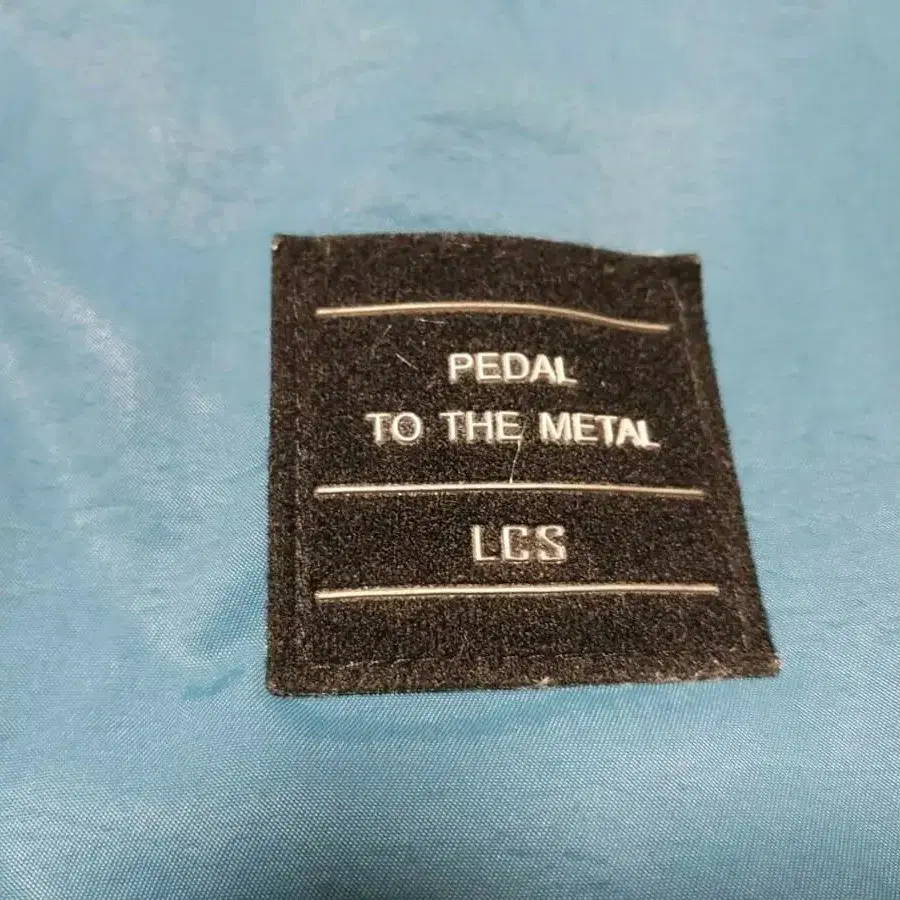 PEDAL
TO THE METAL
LCS